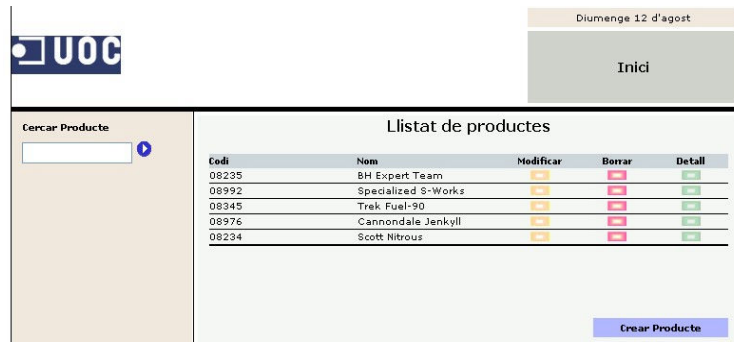 Diumenge 12 d'agost
UOC
Inici
Cercar Producte
Llistat de productes
Codi Nom Modificar Borrar Detall
08235 BH Expert Team
08992 Specialized S-Works
08345 Trek Fuel-90
08976 Cannondale Jenkyll
08234 Scott Nitrous
Crear Producte